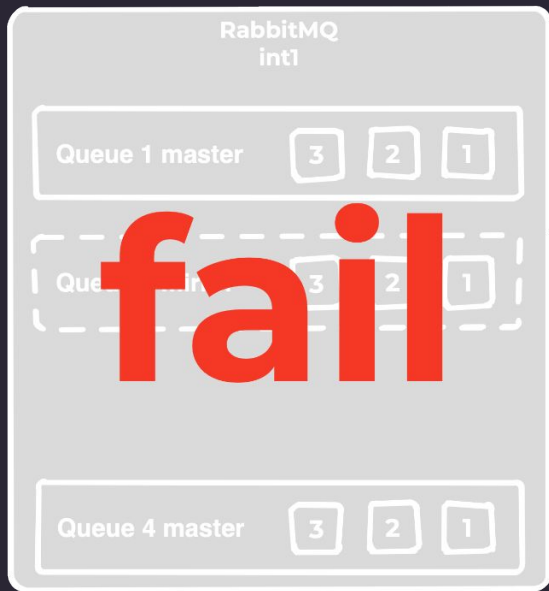 RabbitMQ
int1
Queue 1 master 3 2 1
3 2 1
fail
Queue 4 master 3 2 1